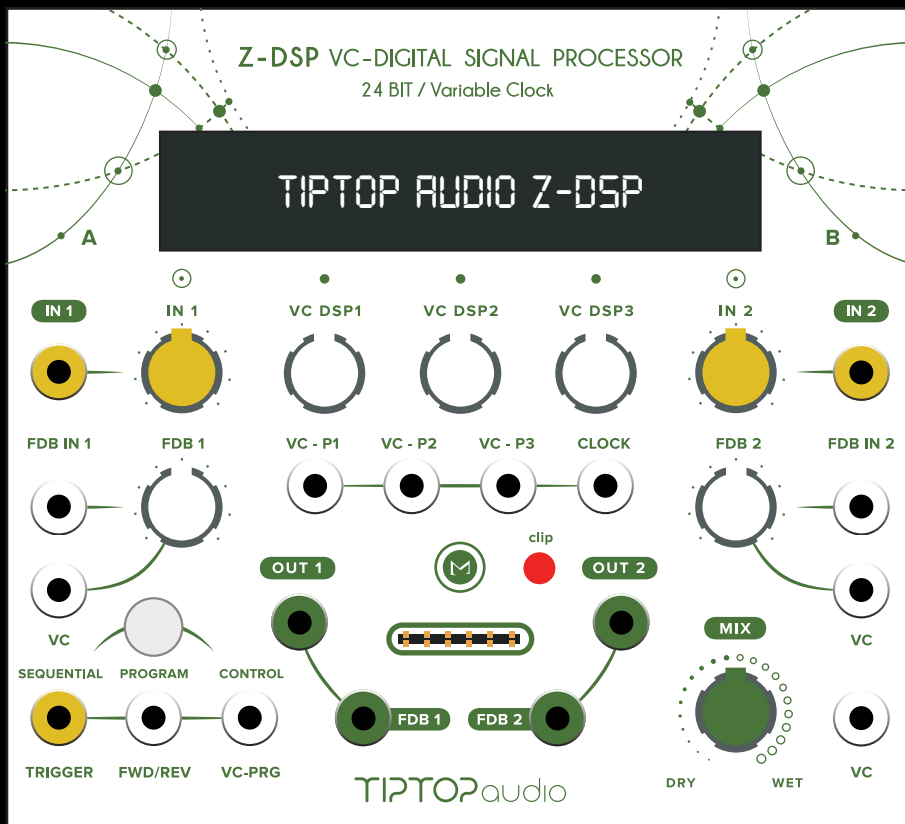 Z-DSP VC-DIGITAL SIGNAL PROCESSOR
24 BIT / Variable Clock
TIPTOP AUDIO Z-DSP
A B
IN 1 IN 1 VC DSP1 VC DSP2 VC DSP3 IN 2 IN 2
FDB IN 1 FDB 1 VC - P1 VC - P2 VC - P3 CLOCK FDB 2 FDB IN 2
clip
OUT 1 M OUT 2
VC MIX VC
SEQUENTIAL PROGRAM CONTROL
FDB 1 FDB 2
TRIGGER FWD/REV VC-PRG VC
DRY WET
TIPTOP audio